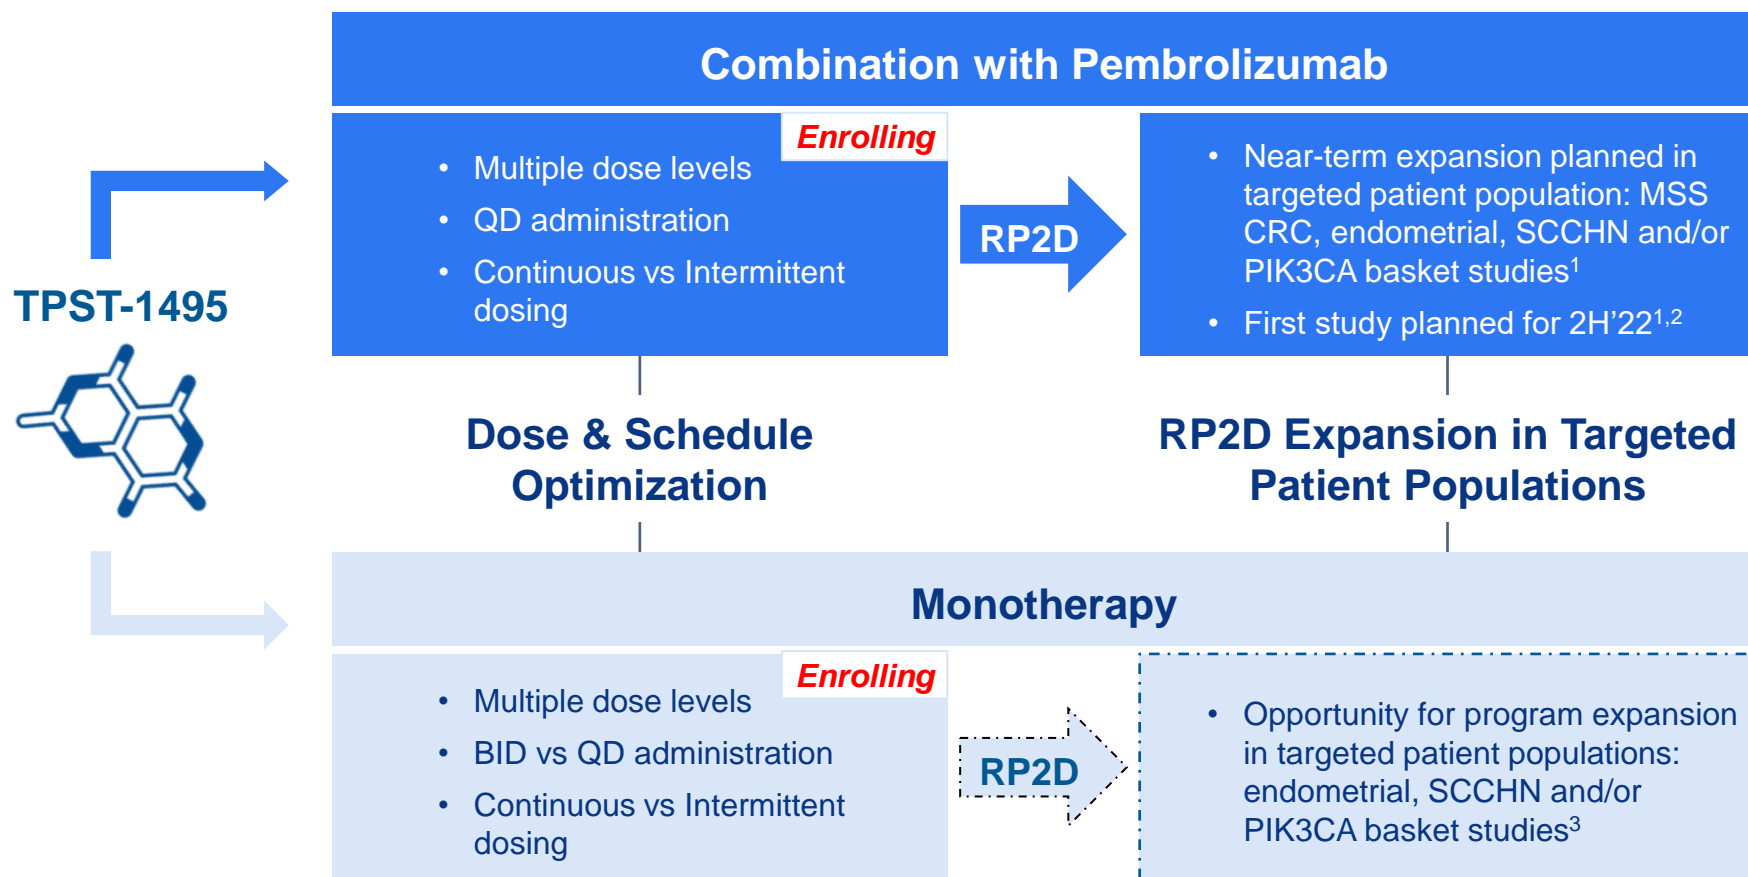 Combination with Pembrolizumab
Enrolling
• Multiple dose levels
• QD administration
• Continuous vs Intermittent
dosing
RP2D
• Near-term expansion planned in
targeted patient population: MSS
CRC, endometrial, SCCHN and/or
PIK3CA basket studies¹
• First study planned for 2H’22¹,²
TPST-1495
Dose & Schedule
Optimization
RP2D Expansion in Targeted
Patient Populations
Monotherapy
Enrolling
• Multiple dose levels
• BID vs QD administration
• Continuous vs Intermittent
dosing
RP2D
• Opportunity for program expansion
in targeted patient populations:
endometrial, SCCHN and/or
PIK3CA basket studies³